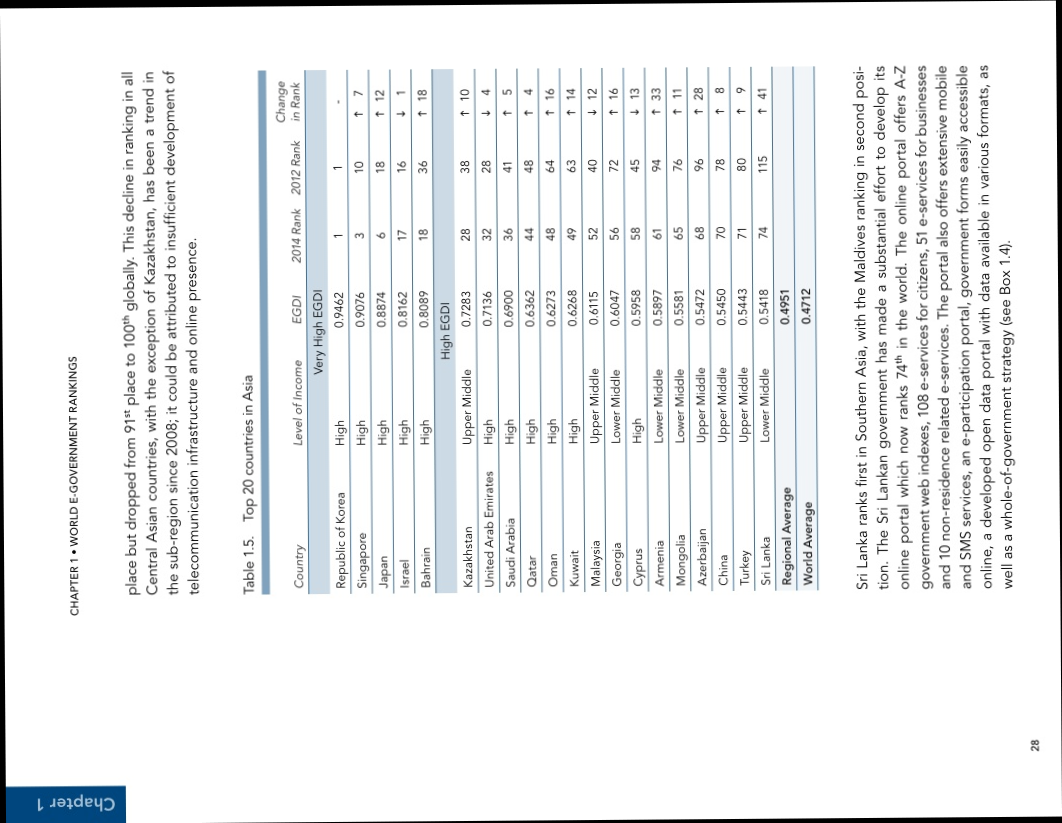 CHAPTER 1 • WORLD E-GOVERNMENT RANKINGS
place but dropped from 91st place to 100th globally. This decline in ranking in all
Central Asian countries, with the exception of Kazakhstan, has been a trend in
the sub-region since 2008; it could be attributed to insufficient development of
telecommunication infrastructure and online presence.
Table 1.5. Top 20 countries in Asia
Country Level of Income EGDI 2014 Rank 2012 Rank Change in Rank
Very High EGDI
Republic of Korea High 0.9462 1 1 -
Singapore High 0.9076 3 10 ↑ 7
Japan High 0.8874 6 18 ↑ 12
Israel High 0.8162 17 16 ↓ 1
Bahrain High 0.8089 18 36 ↑ 18
High EGDI
Kazakhstan Upper Middle 0.7283 28 38 ↑ 10
United Arab Emirates High 0.7136 32 28 ↓ 4
Saudi Arabia High 0.6900 36 41 ↑ 5
Qatar High 0.6362 44 48 ↑ 4
Oman High 0.6273 48 64 ↑ 16
Kuwait High 0.6268 49 63 ↑ 14
Malaysia Upper Middle 0.6115 52 40 ↓ 12
Georgia Lower Middle 0.6047 56 72 ↑ 16
Cyprus High 0.5958 58 45 ↓ 13
Armenia Lower Middle 0.5897 61 94 ↑ 33
Mongolia Lower Middle 0.5581 65 76 ↑ 11
Azerbaijan Upper Middle 0.5472 68 96 ↑ 28
China Upper Middle 0.5450 70 78 ↑ 8
Turkey Upper Middle 0.5443 71 80 ↑ 9
Sri Lanka Lower Middle 0.5418 74 115 ↑ 41
Regional Average 0.4951
World Average 0.4712
Sri Lanka ranks first in Southern Asia, with the Maldives ranking in second posi-
tion. The Sri Lankan government has made a substantial effort to develop its
online portal which now ranks 74th in the world. The online portal offers A-Z
government web indexes, 108 e-services for citizens, 51 e-services for businesses
and 10 non-residence related e-services. The portal also offers extensive mobile
and SMS services, an e-participation portal, government forms easily accessible
online, a developed open data portal with data available in various formats, as
well as a whole-of-government strategy (see Box 1.4).
28
Chapter 1